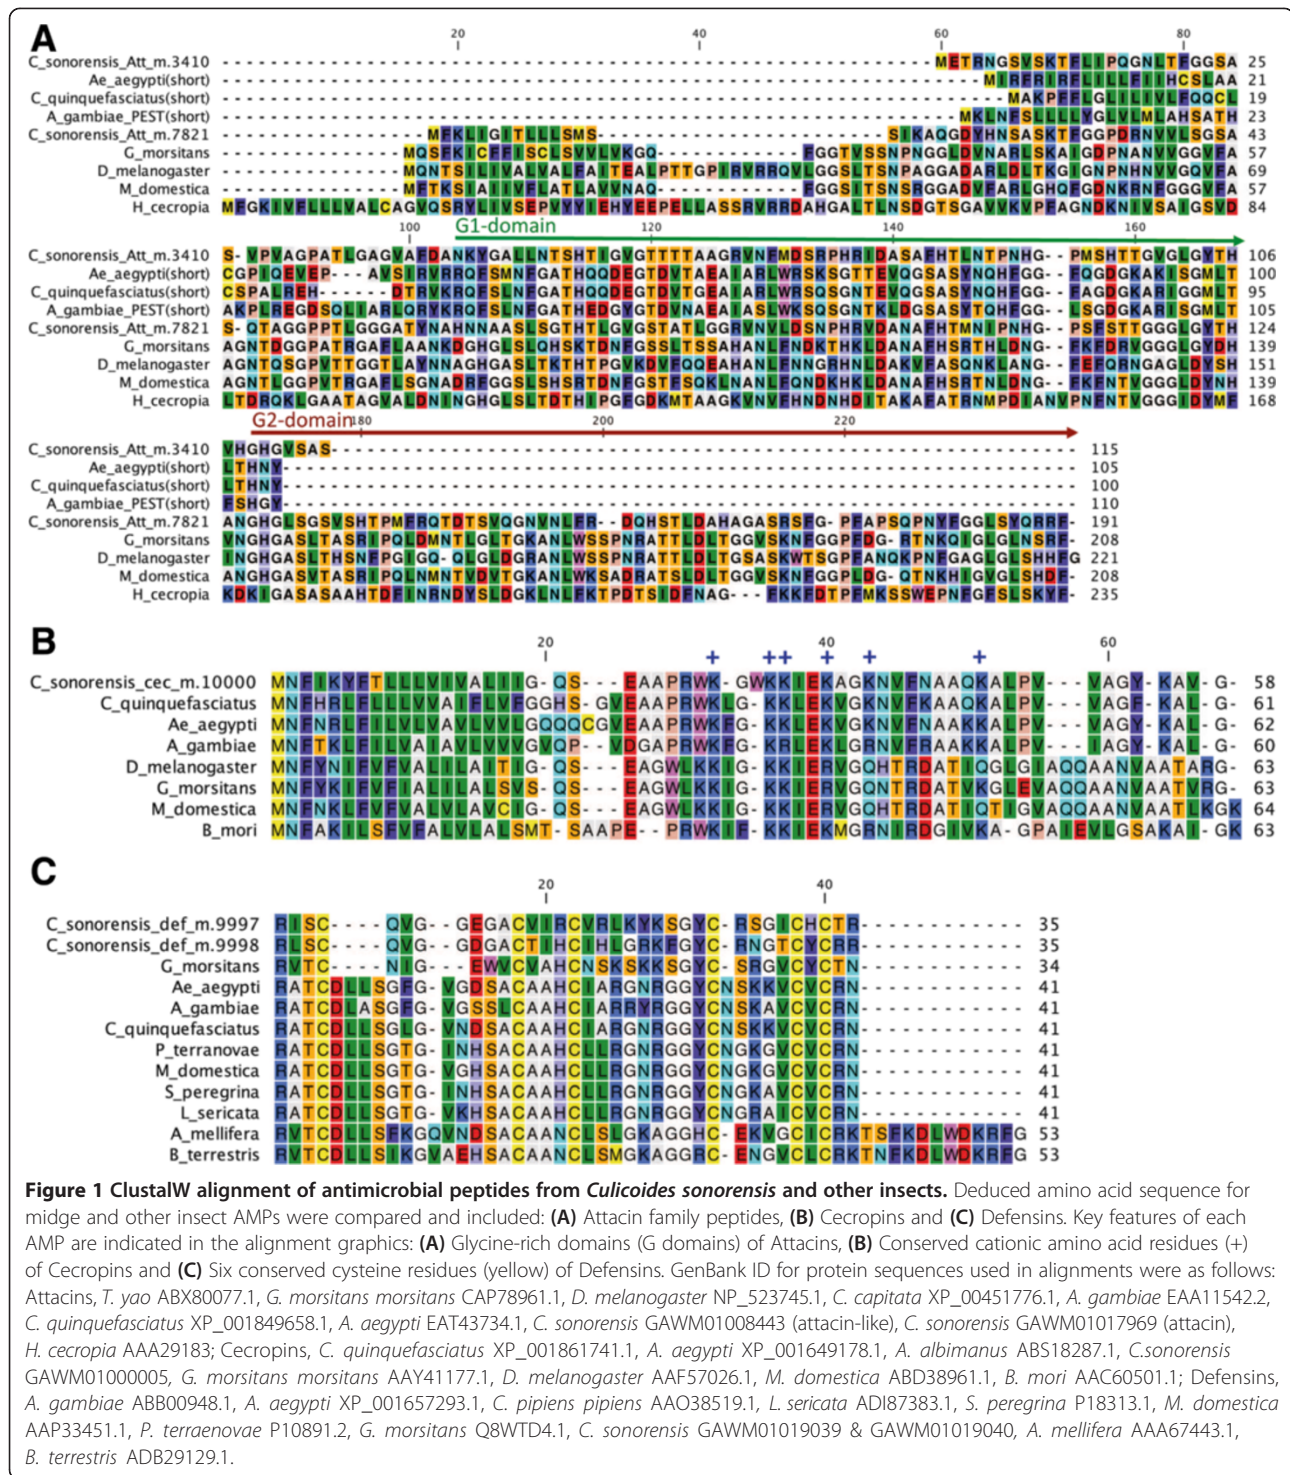 A
20 40 60 80
C_sonorensis_Att_m.3410 METRNGSVSKTFLIPQGNLTFGGSA 25
Ae_aegypti(short) MIRFRIRFLILLFIIHCSLAA 21
C_quinquefasciatus(short) MAKPFFLGLILIVLFQQCL 19
A_gambiae_PEST(short) MKLNFSLLLLYGLVLMLAHSATH 23
C_sonorensis_Att_m.7821 MFKLIGITLLLSMS SIKAQGDYHNSASKTFGGPDRNVVLSGSA 43
G_morsitans MQSFKICFFISCLSVVLVKGQ FGGTVSSNPNGGLDVNARLSKAIGDPNANVVGGVFA 57
D_melanogaster MQNTSILIVALVALFAITEALPTTGPIRVRRQVLGGSLTSNPAGGADARLDLTKGIGNPNHNVVGQVFA 69
M_domestica MFTKSIAIIVFLATLAVVNAQ FGGSITSNSRGGADVFARLGHQFGDNKRNFGGGVFA 57
H_cecropia MFGKIVFLLLVALCAGVQSRYLIVSEPVYYIEHYEEPELLASSRVRRDAHGALTLNSDGTSGAVVKVPFAGNDKNIVSAIGSVD 84
100 G1-domain 120 140 160
C_sonorensis_Att_m.3410 S-VPVAGPATLGAGVAFDANKYGALLNTSHTIGVGTTTTAAGRVNFMDSRPHRIDASAFHTLNTPNHG--PMSHTTGVGLGYTH 106
Ae_aegypti(short) CGPIQEVEP---AVSIRVRRQFSMNFGATHQQDEGTDVTAEAIARLWRSKSGTTEVQGSASYNQHFGG--FQGDGKAKISGMLT 100
C_quinquefasciatus(short) CSPALREH------DTRVKRQFSLNFGATHQQDEGTDVTGEAIARLWRSQSGNTEVQGSASYNQHFGG--FAGDGKARIGGMLT 95
A_gambiae_PEST(short) AKPLREGDSQLIARLQRYKRQFSLNFGATHEDGYGTDVNAEAIASLWKSQSGNTKLDGSASYTQHFGG--LSGDGKARISGMLT 105
C_sonorensis_Att_m.7821 S-QTAGGPPTLGGGATYNAHNNAASLSGTHTLGVGSTATLGGRVNVLDSNPHRVDANAFHTMNIPNHG--PSFSTTGGGLGYTH 124
G_morsitans AGNTDGGPATRGAFLAANKDGHGLSLQHSKTDNFGSSLTSSAHANLFNDKTHKLDANAFHSRTHLDNG--FKFDRVGGGLGYDH 139
D_melanogaster AGNTQSGPVTTGGTLAYNNAGHGASLTKTHTPGVKDVFQQEAHANLFNNGRHNLDAKVFASQNKLANG--FEFQRNGAGLDYSH 151
M_domestica AGNTLGGPVTRGAFLSGNADRFGGSLSHSRTDNFGSTFSQKLNANLFQNDKHKLDANAFHSRTNLDNG--FKFNTVGGGLDYNH 139
H_cecropia LTDRQKLGAATAGVALDNINGHGLSLTDTHIPGFGDKMTAAGKVNVFHNDNHDITAKAFATRNMPDIANVPNFNTVGGGIDYMF 168
G2-domain 180 200 220
C_sonorensis_Att_m.3410 VHGHGVSAS 115
Ae_aegypti(short) LTHNY 105
C_quinquefasciatus(short) LTHNY 100
A_gambiae_PEST(short) FSHGY 110
C_sonorensis_Att_m.7821 ANGHGLSGSVSHTPMFRQTDTSVQGNVNLFR--DQHSTLDAHAGASRSFG-PFAPSQPNYFGGLSYQRRF- 191
G_morsitans VNGHGASLTASRIPQLDMNTLGLTGKANLWSSPNRATTLDLTGGVSKNFGGPFDG-RTNKQIGLGLNSRF- 208
D_melanogaster INGHGASLTHSNFPGIGQ-QLGLDGRANLWSSPNRATTLDLTGSASKWTSGPFANQKPNFGAGLGLSHHFG 221
M_domestica ANGHGASVTASRIPQLNMNTVDVTGKANLWKSADRATSLDLTGGVSKNFGGPLDG-QTNKHIGVGLSHDF- 208
H_cecropia KDKIGASASAAHTDFINRNDYSLDGKLNLFKTPDTSIDFNAG---FKKFDTPFMKSSWEPNFGFSLSKYF- 235
B
20 40 60
+ ++ + + +
C_sonorensis_cec_m.10000 MNFIKYFTLLLVIVALIIG-QS---EAAPRWK-GWKKIEKAGKNVFNAAQKALPV---VAGY-KAV-G- 58
C_quinquefasciatus MNFHRLFLLLVVAIFLVFGGHS-GVEAAPRWKLG-KKLEKVGKNVFKAAKKALPV---VAGF-KAL-G- 61
Ae_aegypti MNFNRLFILVLVAVLVLLGQQQCGVEAAPRWKFG-KKLEKVGKNVFNAAKKALPV---VAGY-KAL-G- 62
A_gambiae MNFTKLFILVAIAVLVVVGVQP--VDGAPRWKFG-KRLEKLGRNVFRAAKKALPV---IAGY-KAL-G- 60
D_melanogaster MNFYNIFVFVALILAITIG-QS---EAGWLKKIG-KKIERVGQHTRDATIQGLGIAQQAANVAATARG- 63
G_morsitans MNFYKIFVFIALILALSVS-QS---EAGWLKKIG-KKIERVGQNTRDATVKGLEVAQQAANVAATVRG- 63
M_domestica MNFNKLFVFVALVLAVCIG-QS---EAGWLKKIG-KKIERVGQHTRDATIQTIGVAQQAANVAATLKGK 64
B_mori MNFAKILSFVFALVLALSMT-SAAPE--PRWKIF-KKIEKMGRNIRDGIVKA-GPAIEVLGSAKAI-GK 63
C
20 40
C_sonorensis_def_m.9997 RISC----QVG--GEGACVIRCVRLKYKSGYC-RSGICHCTR------------ 35
C_sonorensis_def_m.9998 RLSC----QVG--GDGACTIHCIHLGRKFGYC-RNGTCYCRR------------ 35
G_morsitans RVTC----NIG---EWVCVAHCNSKSKKSGYC-SRGVCYCTN------------ 34
Ae_aegypti RATCDLLSGFG-VGDSACAAHCIARGNRGGYCNSKKVCVCRN------------ 41
A_gambiae RATCDLASGFG-VGSSLCAAHCIARRYRGGYCNSKAVCVCRN------------ 41
C_quinquefasciatus RATCDLLSGLG-VNDSACAAHCIARGNRGGYCNSKKVCVCRN------------ 41
P_terranovae RATCDLLSGTG-INHSACAAHCLLRGNRGGYCNGKGVCVCRN------------ 41
M_domestica RATCDLLSGTG-INHSACAAHCLLRGNRGGYCNGKGVCVCRN------------ 41
S_peregrina RATCDLLSGTG-INHSACAAHCLLRGNRGGYCNGKAVCVCRN------------ 41
L_sericata RATCDLLSGTG-VKHSACAAHCLLRGNRGGYCNGRAICVCRN------------ 41
A_mellifera RVTCDLLSFKGQVNDSACAANCLSLGKAGGHC-EKVGCICRKTSFKDLWDKRFG 53
B_terrestris RVTCDLLSIKGVAEHSACAANCLSMGKAGGRC-ENGVCLCRKTNFKDLWDKRFG 53
Figure 1 ClustalW alignment of antimicrobial peptides from Culicoides sonorensis and other insects. Deduced amino acid sequence for
midge and other insect AMPs were compared and included: (A) Attacin family peptides, (B) Cecropins and (C) Defensins. Key features of each
AMP are indicated in the alignment graphics: (A) Glycine-rich domains (G domains) of Attacins, (B) Conserved cationic amino acid residues (+)
of Cecropins and (C) Six conserved cysteine residues (yellow) of Defensins. GenBank ID for protein sequences used in alignments were as follows:
Attacins, T. yao ABX80077.1, G. morsitans morsitans CAP78961.1, D. melanogaster NP_523745.1, C. capitata XP_00451776.1, A. gambiae EAA11542.2,
C. quinquefasciatus XP_001849658.1, A. aegypti EAT43734.1, C. sonorensis GAWM01008443 (attacin-like), C. sonorensis GAWM01017969 (attacin),
H. cecropia AAA29183; Cecropins, C. quinquefasciatus XP_001861741.1, A. aegypti XP_001649178.1, A. albimanus ABS18287.1, C.sonorensis
GAWM01000005, G. morsitans morsitans AAY41177.1, D. melanogaster AAF57026.1, M. domestica ABD38961.1, B. mori AAC60501.1; Defensins,
A. gambiae ABB00948.1, A. aegypti XP_001657293.1, C. pipiens pipiens AAO38519.1, L. sericata ADI87383.1, S. peregrina P18313.1, M. domestica
AAP33451.1, P. terraenovae P10891.2, G. morsitans Q8WTD4.1, C. sonorensis GAWM01019039 & GAWM01019040, A. mellifera AAA67443.1,
B. terrestris ADB29129.1.